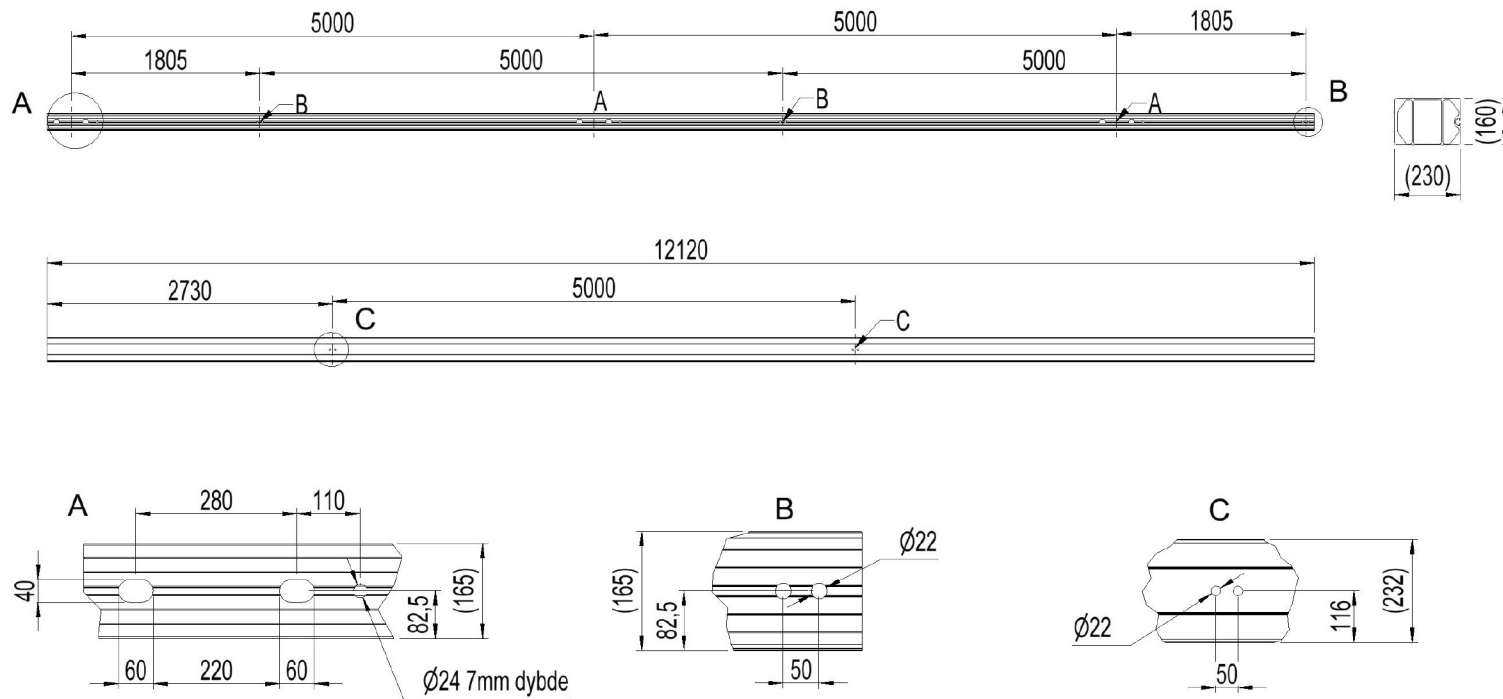 5000 5000 1805
1805 5000 5000
A B A B A B
(160)
(230)
12120
2730 5000
C C
A
280 110
40
(165)
82,5
60 220 60
Ø24 7mm dybde
B
Ø22
(165)
82,5
50
C
(232)
116
Ø22
50